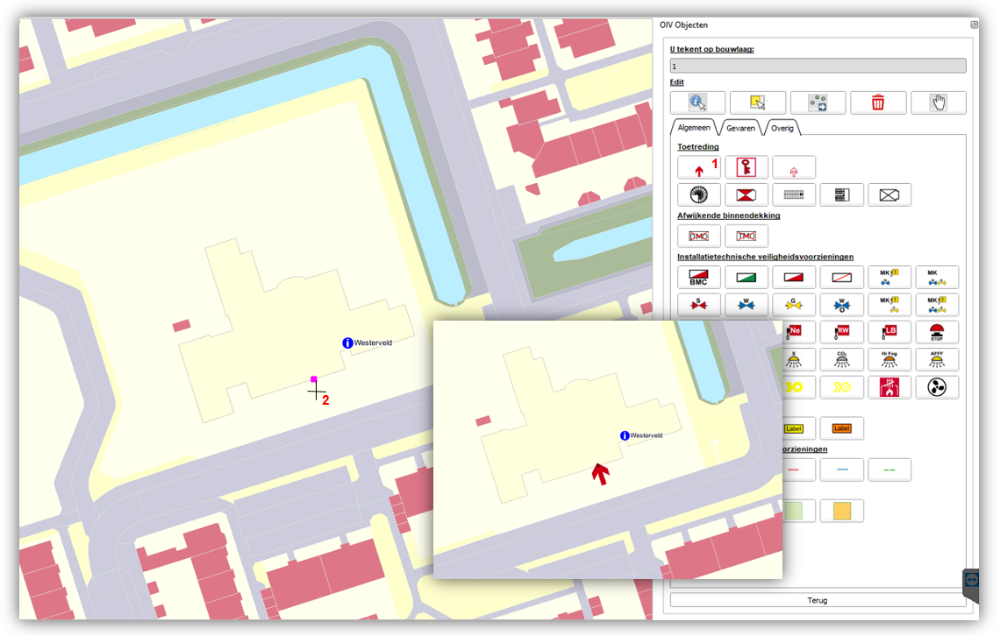 OIV Objecten
U tekent op bouwlaag:
1
Edit
Algemeen Gevaren Overig
Toetreding
1
Afwijkende binnendekking
DMO TMO
Installatietechnische veiligheidsvoorzieningen
BMC MK MK
S W G W O MK MK
Ne RW LB STOP
S CO₂ Hi Fog AFFF
Label Label
orzieningen
Terug
Westerveld
2
Westerveld